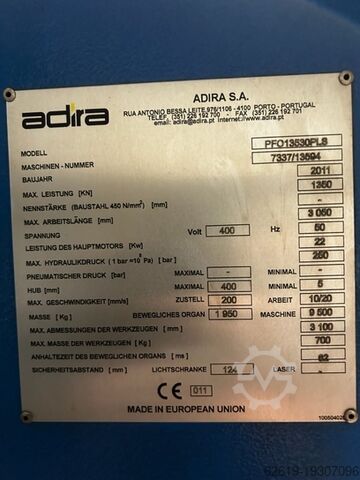 adira
ADIRA S.A.
RUA ANTONIO BESSA LEITE,976/1106 - 4100 PORTO - PORTUGAL
TELEF, (351) 226 192 700 - FAX (351) 226 192 701
email: adira@adira.pt Internet://www.adira.pt
MODELL PFO13530PLS
MASCHINEN - NUMMER 7337/13594
BAUJAHR 2011
MAX. LEISTUNG [KN] 1350
NENNSTÄRKE (BAUSTAHL 450 N/mm²) [mm] -
MAX. ARBEITSLÄNGE [mm] 3 050
SPANNUNG Volt 400 Hz 50
LEISTUNG DES HAUPTMOTORS [Kw] 22
MAX. HYDRAULIKDRUCK (1 bar =10⁵ Pa) [bar] 250
PNEUMATISCHER DRUCK [bar] MAXIMAL - MINIMAL -
HUB [mm] MAXIMAL 400 MINIMAL 5
MAX. GESCHWINDIGKEIT [mm/s] ZUSTELL 200 ARBEIT 10/20
MASSE [Kg] BEWEGLICHES ORGAN 1 950 MASCHINE 9 500
MAX. ABMESSUNGEN DER WERKZEUGEN [mm] 3 100
MAX. MASSE DER WERKZEUGEN [Kg] 700
ANHALTEZEIT DES BEWEGLICHEN ORGANS [ms] 62
SICHERHEITSABSTAND [mm] LICHTSCHRANKE 124 LASER -
CE 011
MADE IN EUROPEAN UNION
62619-19307096